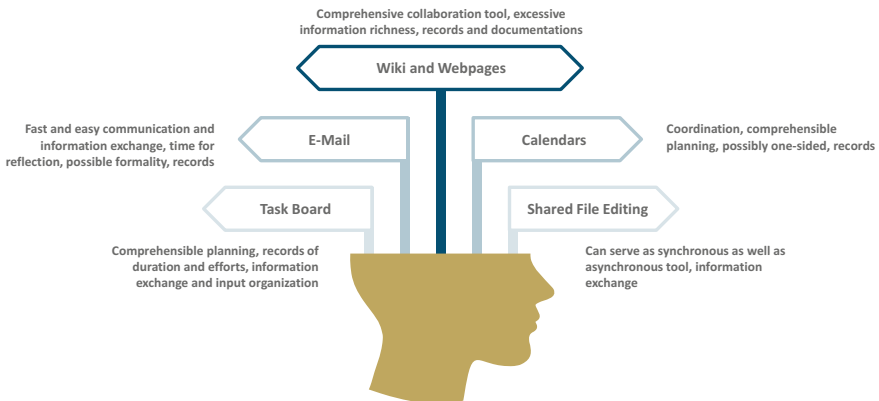 Comprehensive collaboration tool, excessive
information richness, records and documentations
Wiki and Webpages
Fast and easy communication and
information exchange, time for
reflection, possible formality, records
E-Mail
Calendars
Coordination, comprehensible
planning, possibly one-sided, records
Task Board
Shared File Editing
Comprehensible planning, records of
duration and efforts, information
exchange and input organization
Can serve as synchronous as well as
asynchronous tool, information
exchange